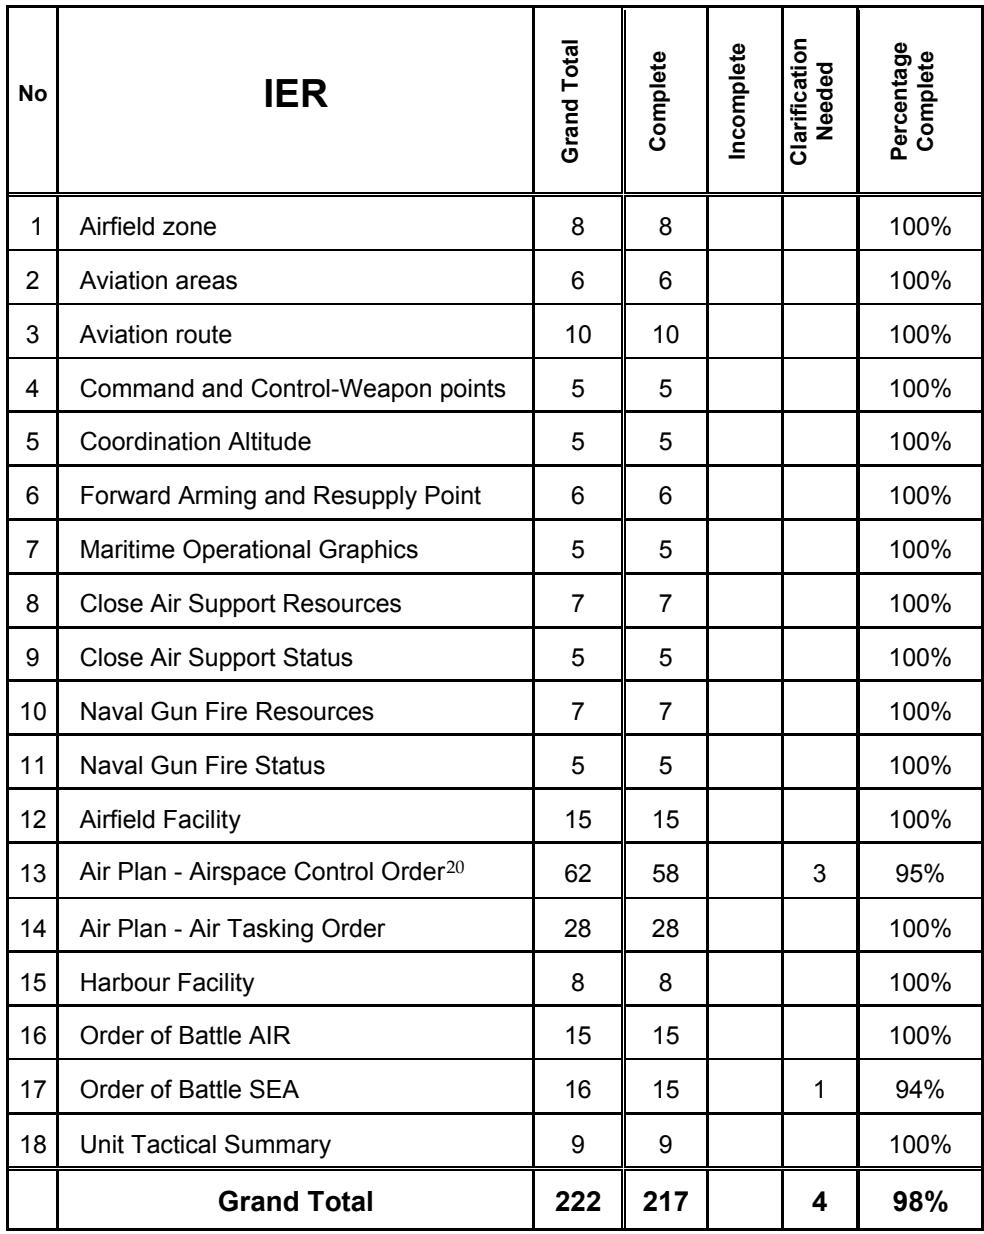 No IER Grand Total Complete Incomplete Clarification Needed Percentage Complete
1 Airfield zone 8 8 100%
2 Aviation areas 6 6 100%
3 Aviation route 10 10 100%
4 Command and Control-Weapon points 5 5 100%
5 Coordination Altitude 5 5 100%
6 Forward Arming and Resupply Point 6 6 100%
7 Maritime Operational Graphics 5 5 100%
8 Close Air Support Resources 7 7 100%
9 Close Air Support Status 5 5 100%
10 Naval Gun Fire Resources 7 7 100%
11 Naval Gun Fire Status 5 5 100%
12 Airfield Facility 15 15 100%
13 Air Plan - Airspace Control Order20 62 58 3 95%
14 Air Plan - Air Tasking Order 28 28 100%
15 Harbour Facility 8 8 100%
16 Order of Battle AIR 15 15 100%
17 Order of Battle SEA 16 15 1 94%
18 Unit Tactical Summary 9 9 100%
Grand Total 222 217 4 98%